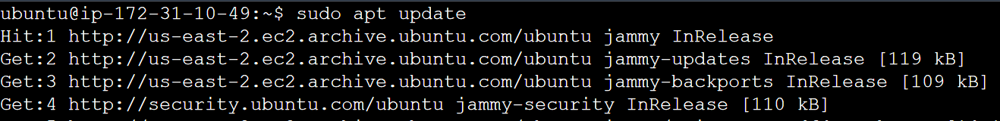 ubuntu@ip-172-31-10-49:~$ sudo apt update
Hit:1 http://us-east-2.ec2.archive.ubuntu.com/ubuntu jammy InRelease
Get:2 http://us-east-2.ec2.archive.ubuntu.com/ubuntu jammy-updates InRelease [119 kB]
Get:3 http://us-east-2.ec2.archive.ubuntu.com/ubuntu jammy-backports InRelease [109 kB]
Get:4 http://security.ubuntu.com/ubuntu jammy-security InRelease [110 kB]